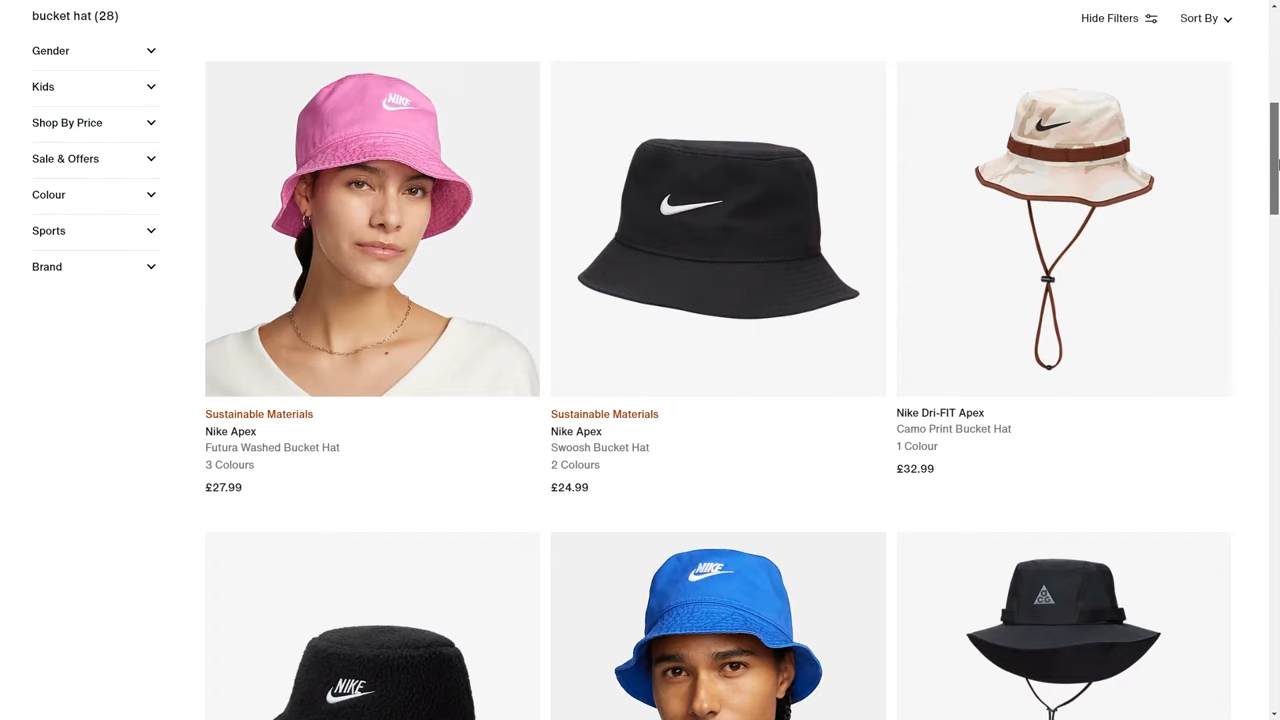 bucket hat (28)
Hide Filters
Sort By
Gender
Kids
Shop By Price
Sale & Offers
Colour
Sports
Brand
NIKE
Sustainable Materials
Nike Apex
Futura Washed Bucket Hat
3 Colours
£27.99
Sustainable Materials
Nike Apex
Swoosh Bucket Hat
2 Colours
£24.99
Nike Dri-FIT Apex
Camo Print Bucket Hat
1 Colour
£32.99
NIKE
NIKE